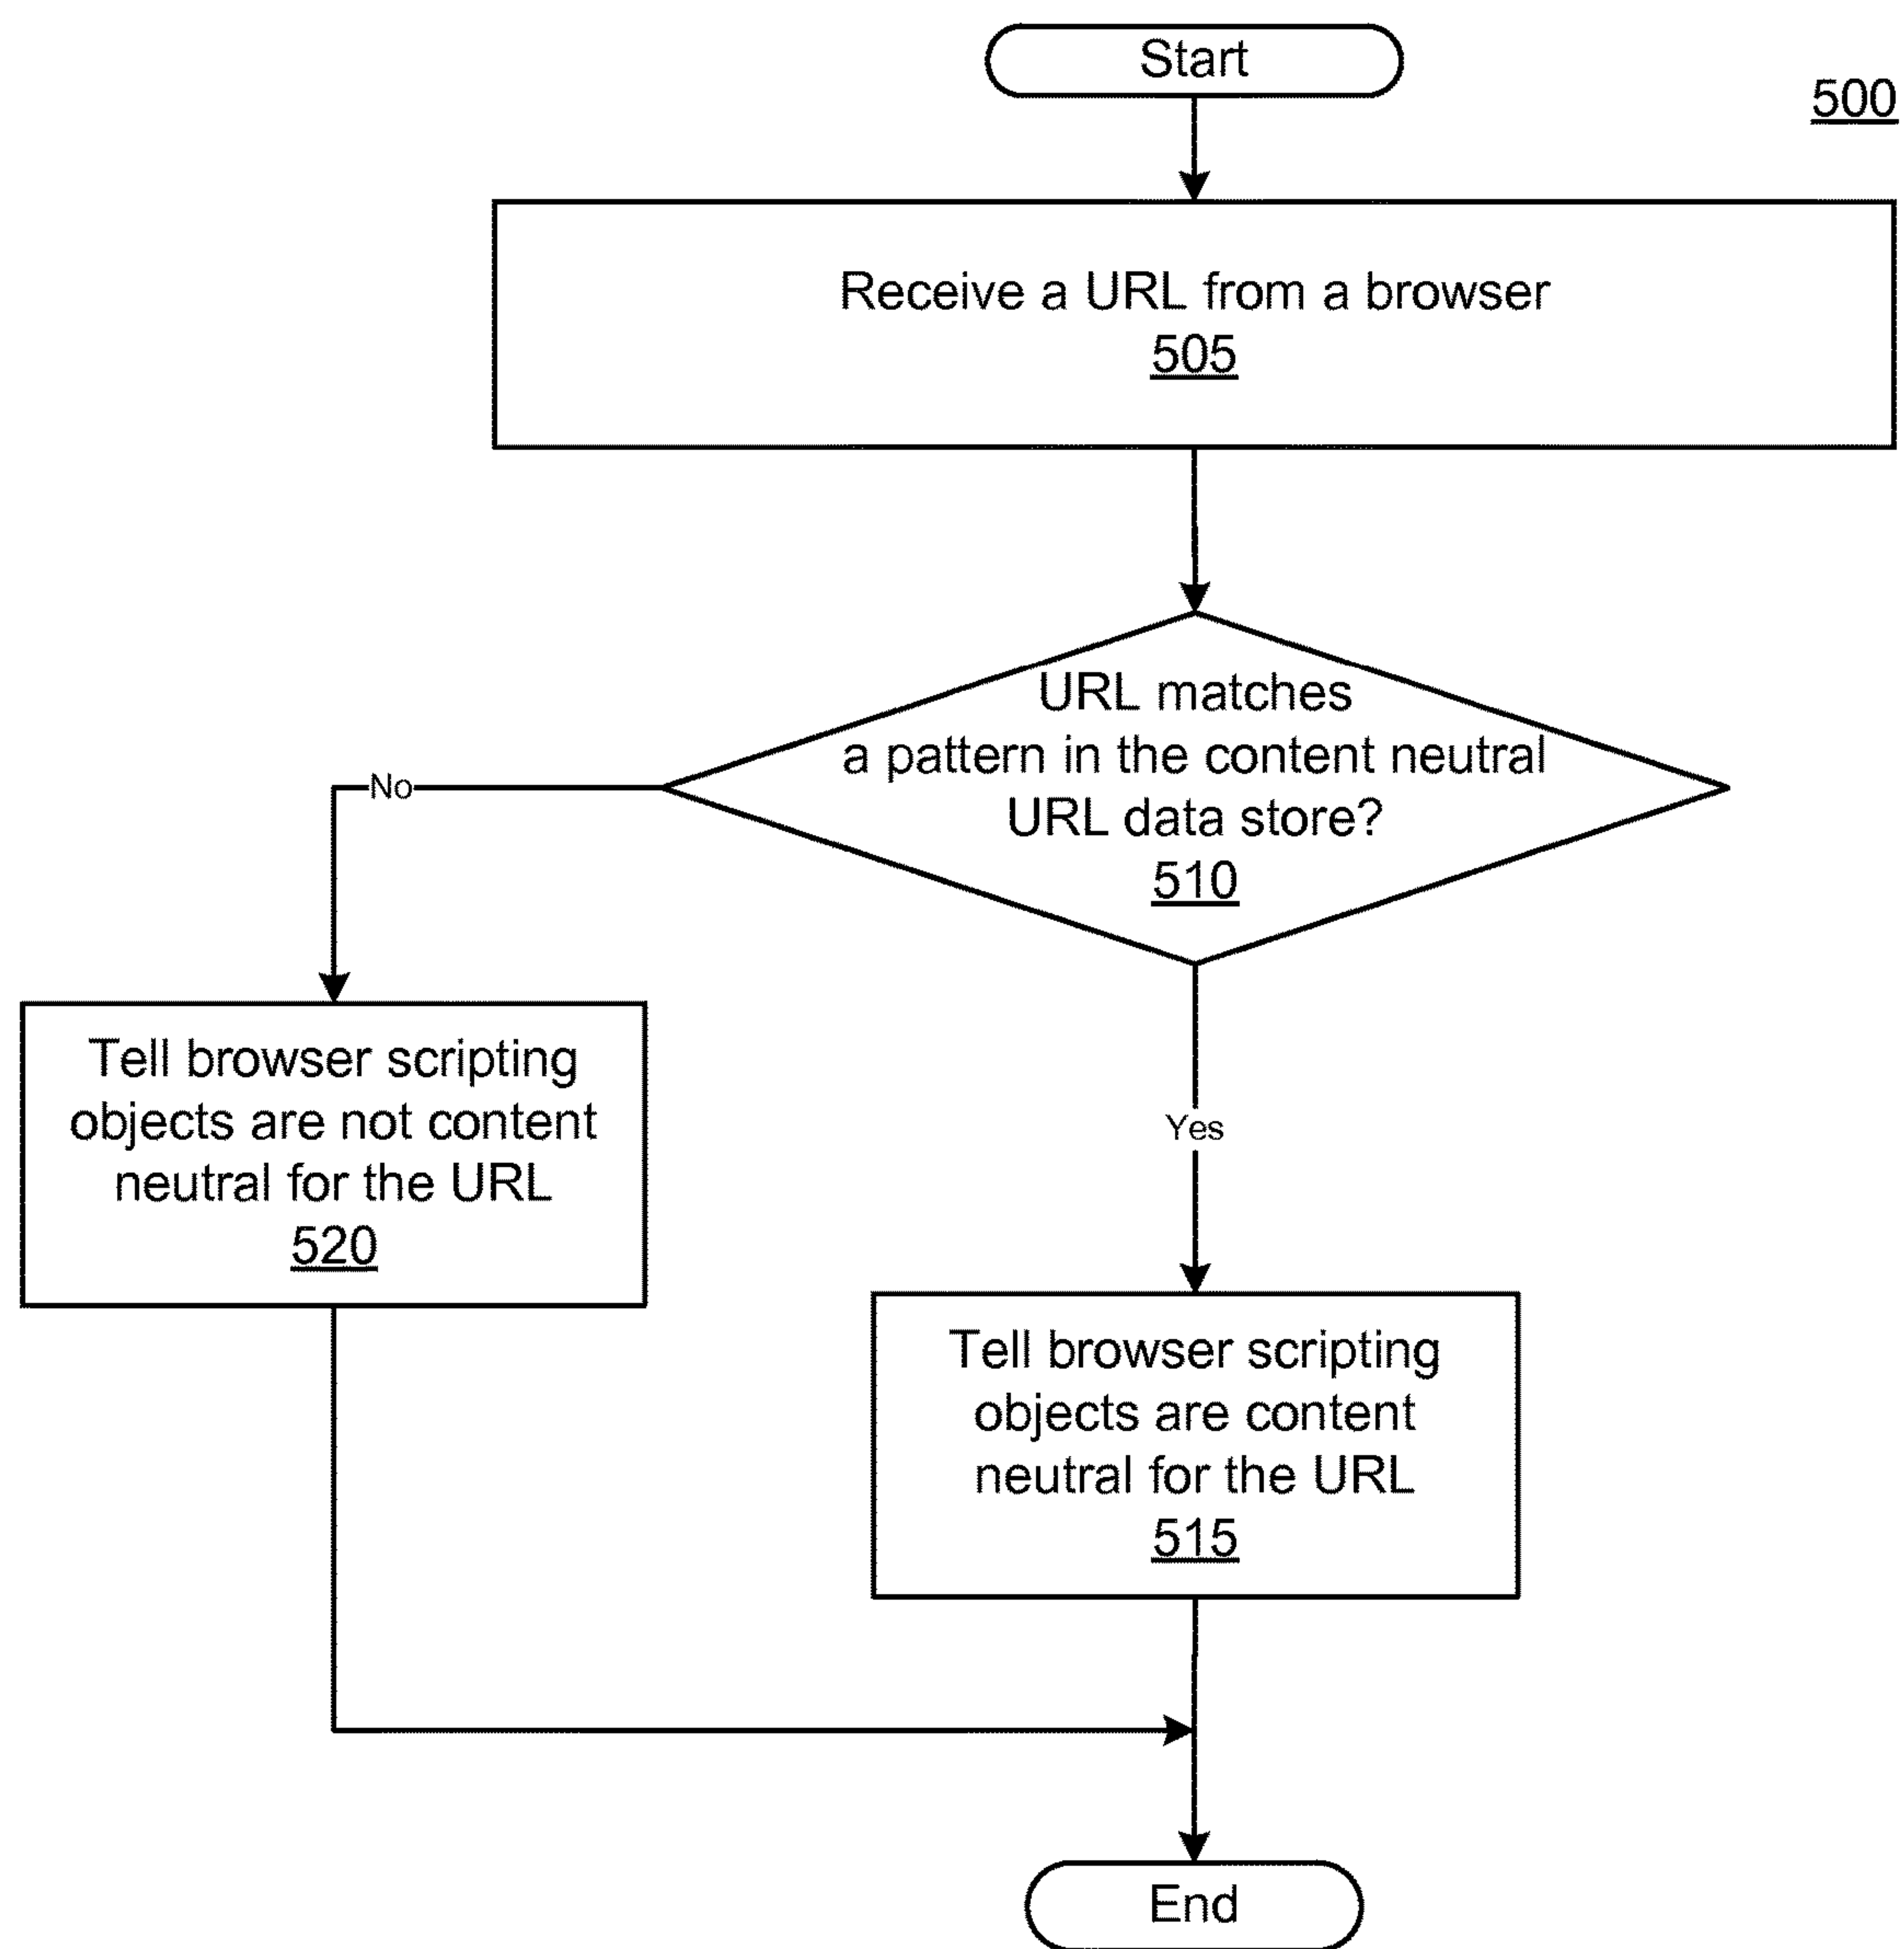 Start
500
Receive a URL from a browser
505
URL matches
a pattern in the content neutral
URL data store?
510
No
Yes
Tell browser scripting
objects are not content
neutral for the URL
520
Tell browser scripting
objects are content
neutral for the URL
515
End